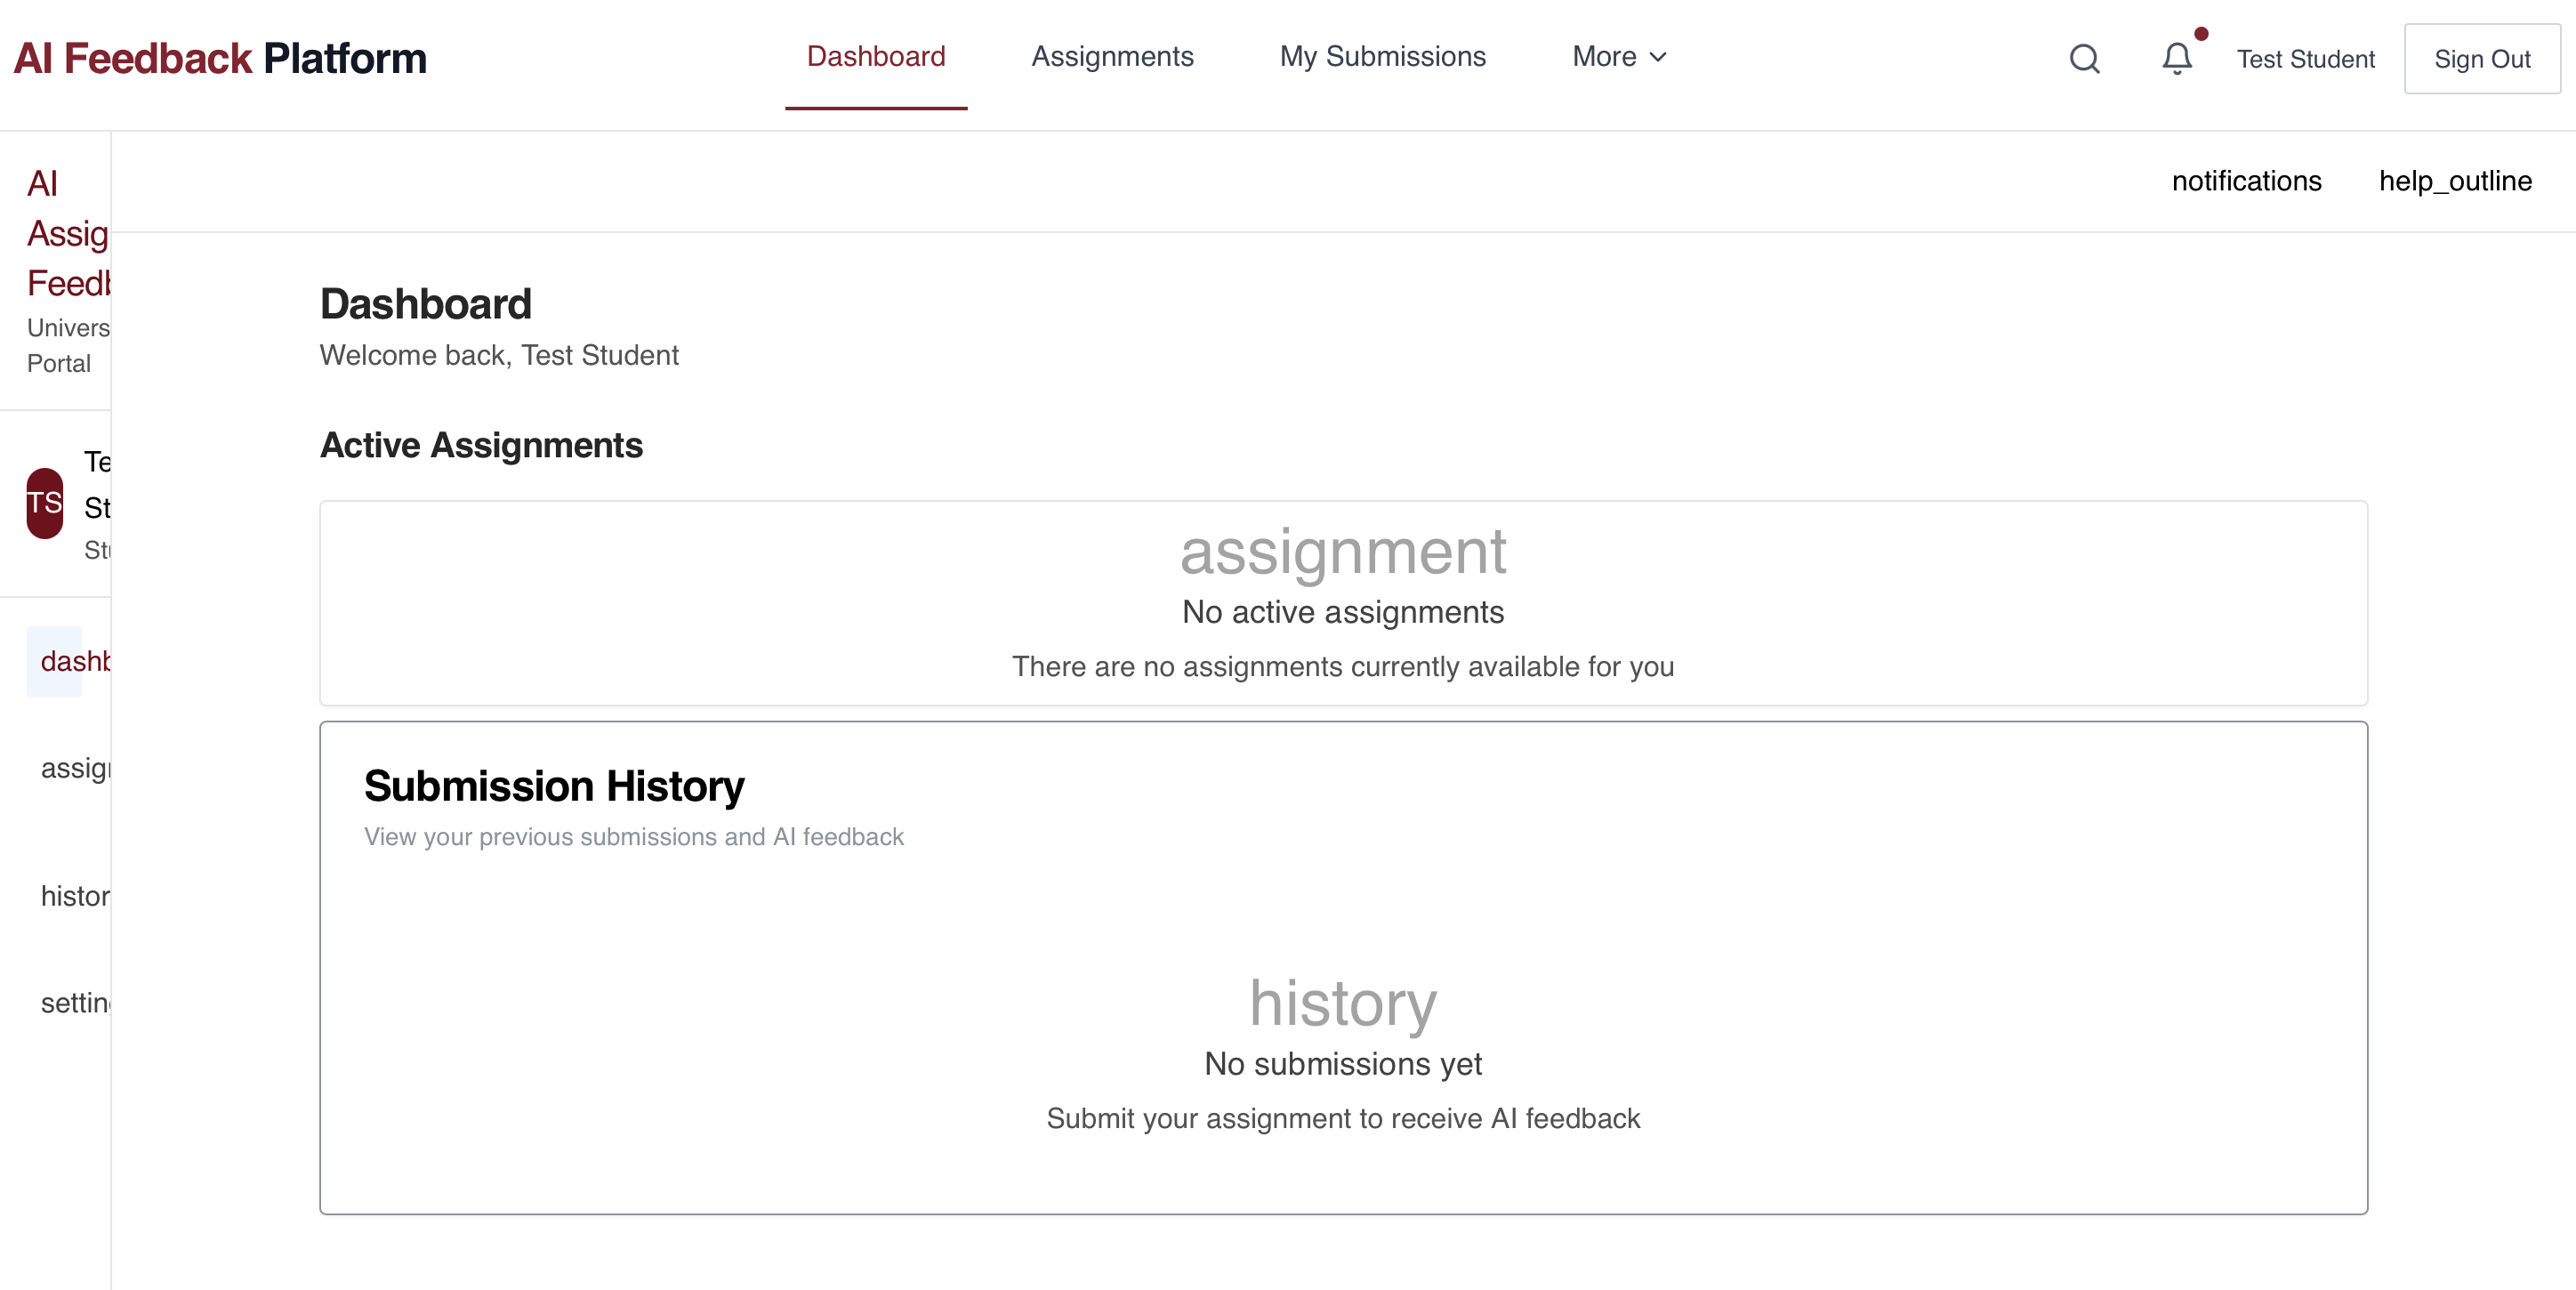 AI Feedback Platform
Dashboard
Assignments
My Submissions
More
Test Student
Sign Out
AI
Assig
Feedb
Univers
Portal
TS
Te
St
Stu
dashb
assign
histor
setting
notifications
help_outline
Dashboard
Welcome back, Test Student
Active Assignments
assignment
No active assignments
There are no assignments currently available for you
Submission History
View your previous submissions and AI feedback
history
No submissions yet
Submit your assignment to receive AI feedback